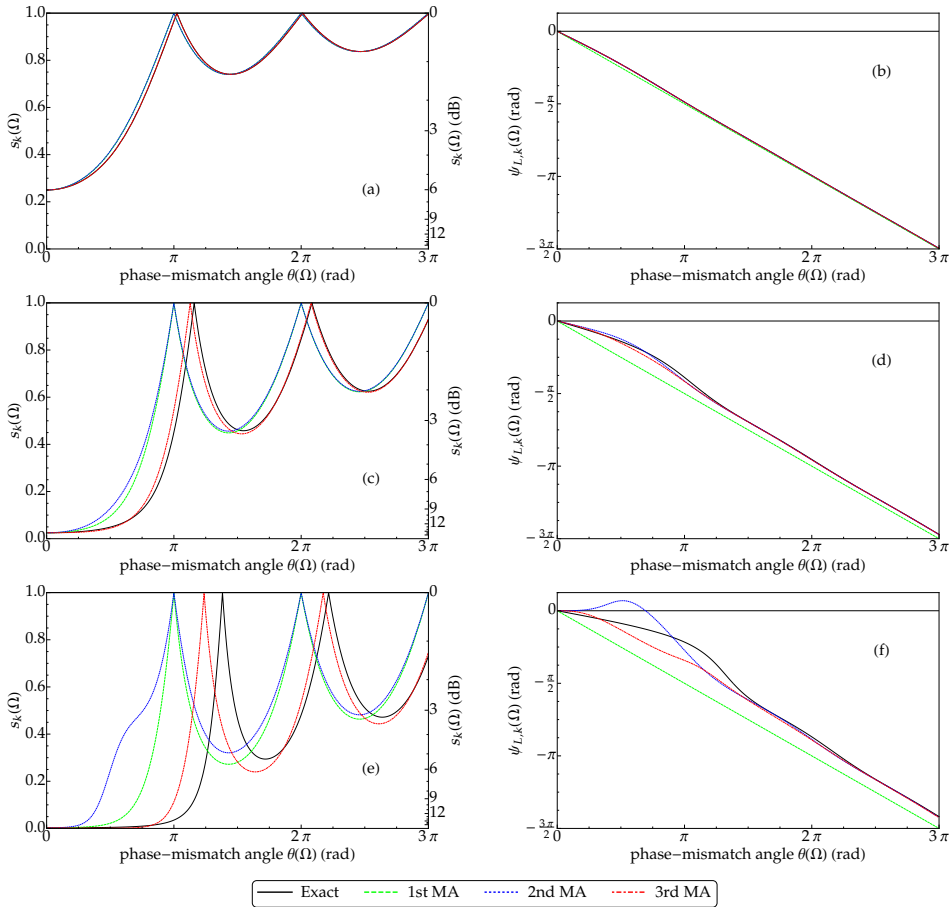 1.0
0.8
0.6
0.4
0.2
0.0
s_k(Ω)
0
3
6
9
12
s_k(Ω) (dB)
(a)
0 π 2π 3π
phase−mismatch angle θ(Ω) (rad)
0
−π/2
−π
−3π/2
ψ_{L,k}(Ω) (rad)
(b)
0 π 2π 3π
phase−mismatch angle θ(Ω) (rad)
1.0
0.8
0.6
0.4
0.2
0.0
s_k(Ω)
0
3
6
9
12
s_k(Ω) (dB)
(c)
0 π 2π 3π
phase−mismatch angle θ(Ω) (rad)
0
−π/2
−π
−3π/2
ψ_{L,k}(Ω) (rad)
(d)
0 π 2π 3π
phase−mismatch angle θ(Ω) (rad)
1.0
0.8
0.6
0.4
0.2
0.0
s_k(Ω)
0
3
6
9
12
s_k(Ω) (dB)
(e)
0 π 2π 3π
phase−mismatch angle θ(Ω) (rad)
0
−π/2
−π
−3π/2
ψ_{L,k}(Ω) (rad)
(f)
0 π 2π 3π
phase−mismatch angle θ(Ω) (rad)
Exact 1st MA 2nd MA 3rd MA